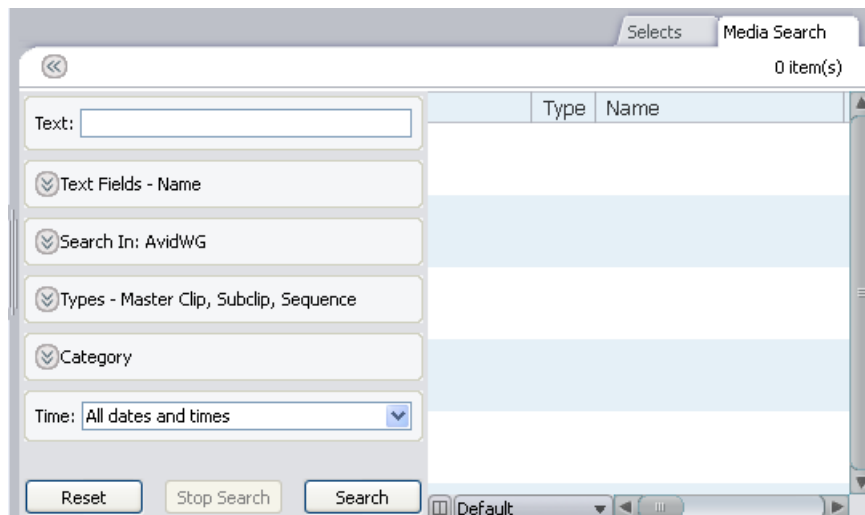 Selects Media Search
0 item(s)
Text:
Type Name
Text Fields - Name
Search In: AvidWG
Types - Master Clip, Subclip, Sequence
Category
Time: All dates and times
Reset Stop Search Search
Default